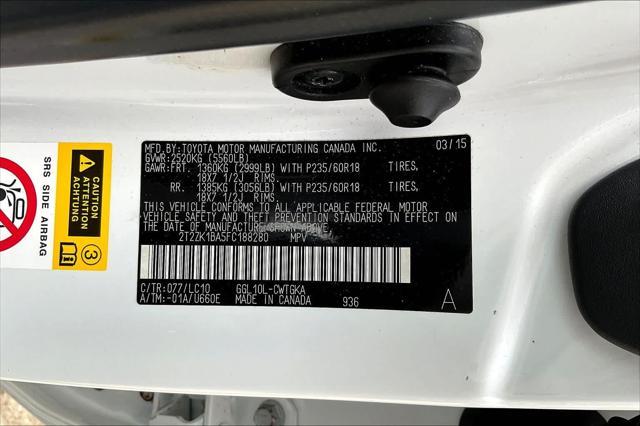 MFD.BY:TOYOTA MOTOR MANUFACTURING CANADA INC. 03/15
GVWR:2520KG (5560LB)
GAWR:FRT. 1360KG (2999LB) WITH P235/60R18 TIRES,
18X7 1/2J RIMS.
RR. 1385KG (3056LB) WITH P235/60R18 TIRES,
18X7 1/2J RIMS.
THIS VEHICLE CONFORMS TO ALL APPLICABLE FEDERAL MOTOR
VEHICLE SAFETY AND THEFT PREVENTION STANDARDS IN EFFECT
ON THE DATE OF MANUFACTURE SHOWN ABOVE.
2T2ZK1BA5FC188280 MPV
C/TR:077/LC10 GGL10L-CWTGKA
A/TM:-01A/U660E MADE IN CANADA 936 A
SRS SIDE AIRBAG
CAUTION
ATTENTION
ACHTUNG
3